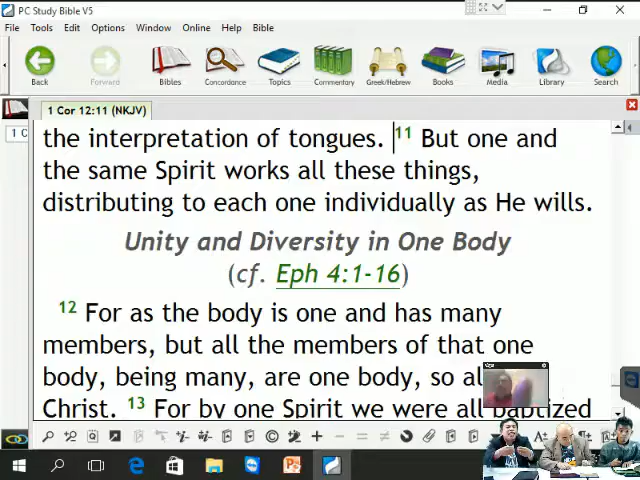 PC Study Bible V5
File Edit Tools Options Window Online Help Bible
Back Forward Bibles Concordance Topics Commentary Greek/Hebrew Books Media Library Search
1 Cor 12:11 (NKJV)
1 C
the interpretation of tongues. 11 But one and
the same Spirit works all these things,
distributing to each one individually as He wills.
Unity and Diversity in One Body
(cf. Eph 4:1-16)
12 For as the body is one and has many
members, but all the members of that one
body, being many, are one body, so al
Christ. 13 For by one Spirit we were all baptized